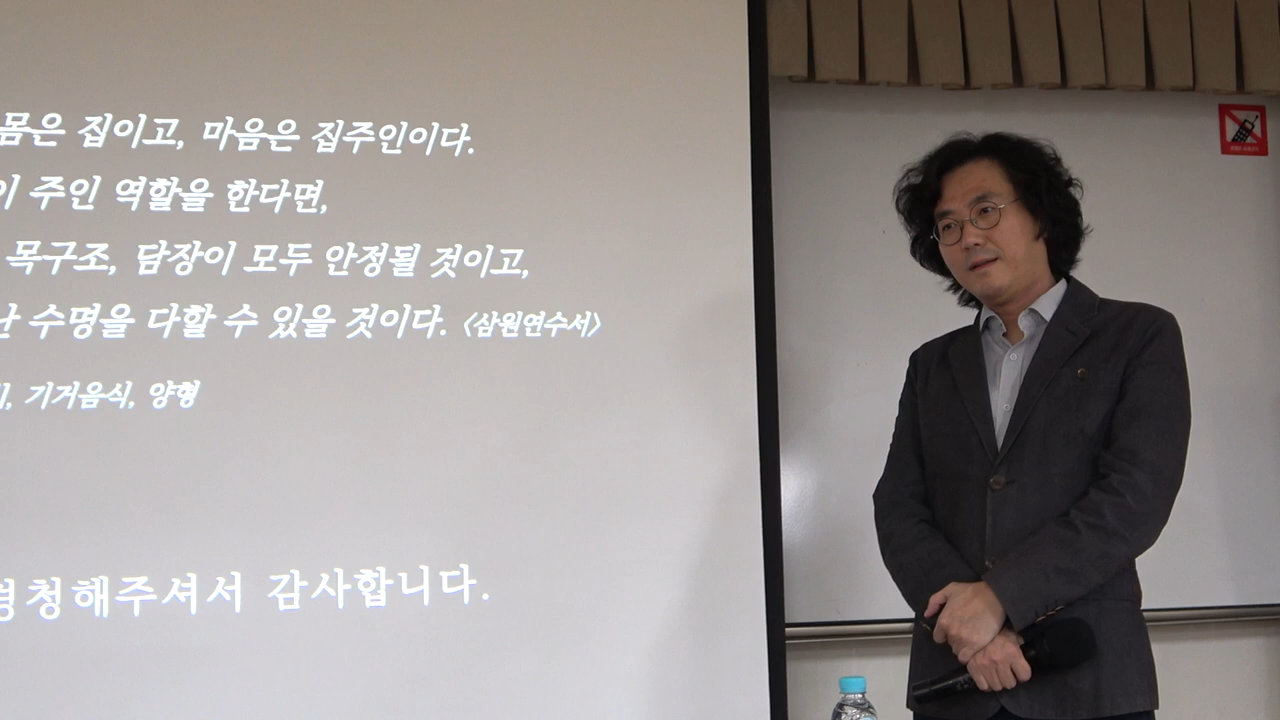 몸은 집이고, 마음은 집주인이다.
이 주인 역할을 한다면,
목구조, 담장이 모두 안정될 것이고,
난 수명을 다할 수 있을 것이다. <삼원연수서>
기거음식, 양형
경청해주셔서 감사합니다.